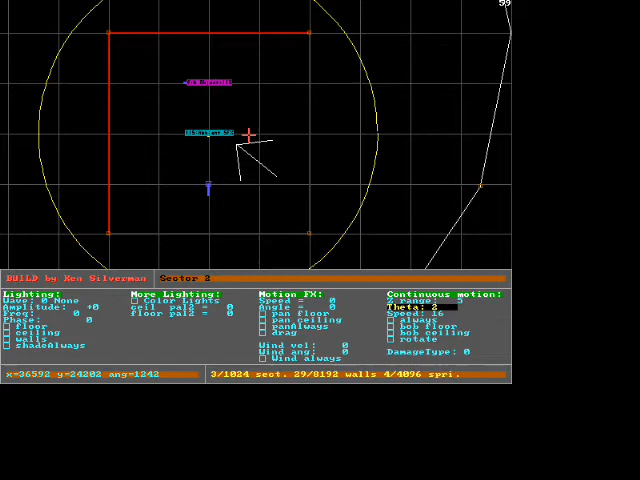 59
BUILD by Ken Silverman Sector 2
Lighting: More Lighting: Motion FX: Continuous motion:
Wave: 0 None Color Lights Speed = 0 Z range: 5
Amplitude: +0 ceil pal2 = 0 Angle = 0 Theta: 2
Freq: 0 floor pal2 = 0 pan floor Speed: 16
Phase: 0 pan ceiling always
floor panAlways bob floor
ceiling drag bob ceiling
walls rotate
shadeAlways Wind vel: 0
Wind ang: 0 DamageType: 0
Wind always
x=36592 y=24202 ang=1242 3/1024 sect. 29/8192 walls 4/4096 spri.